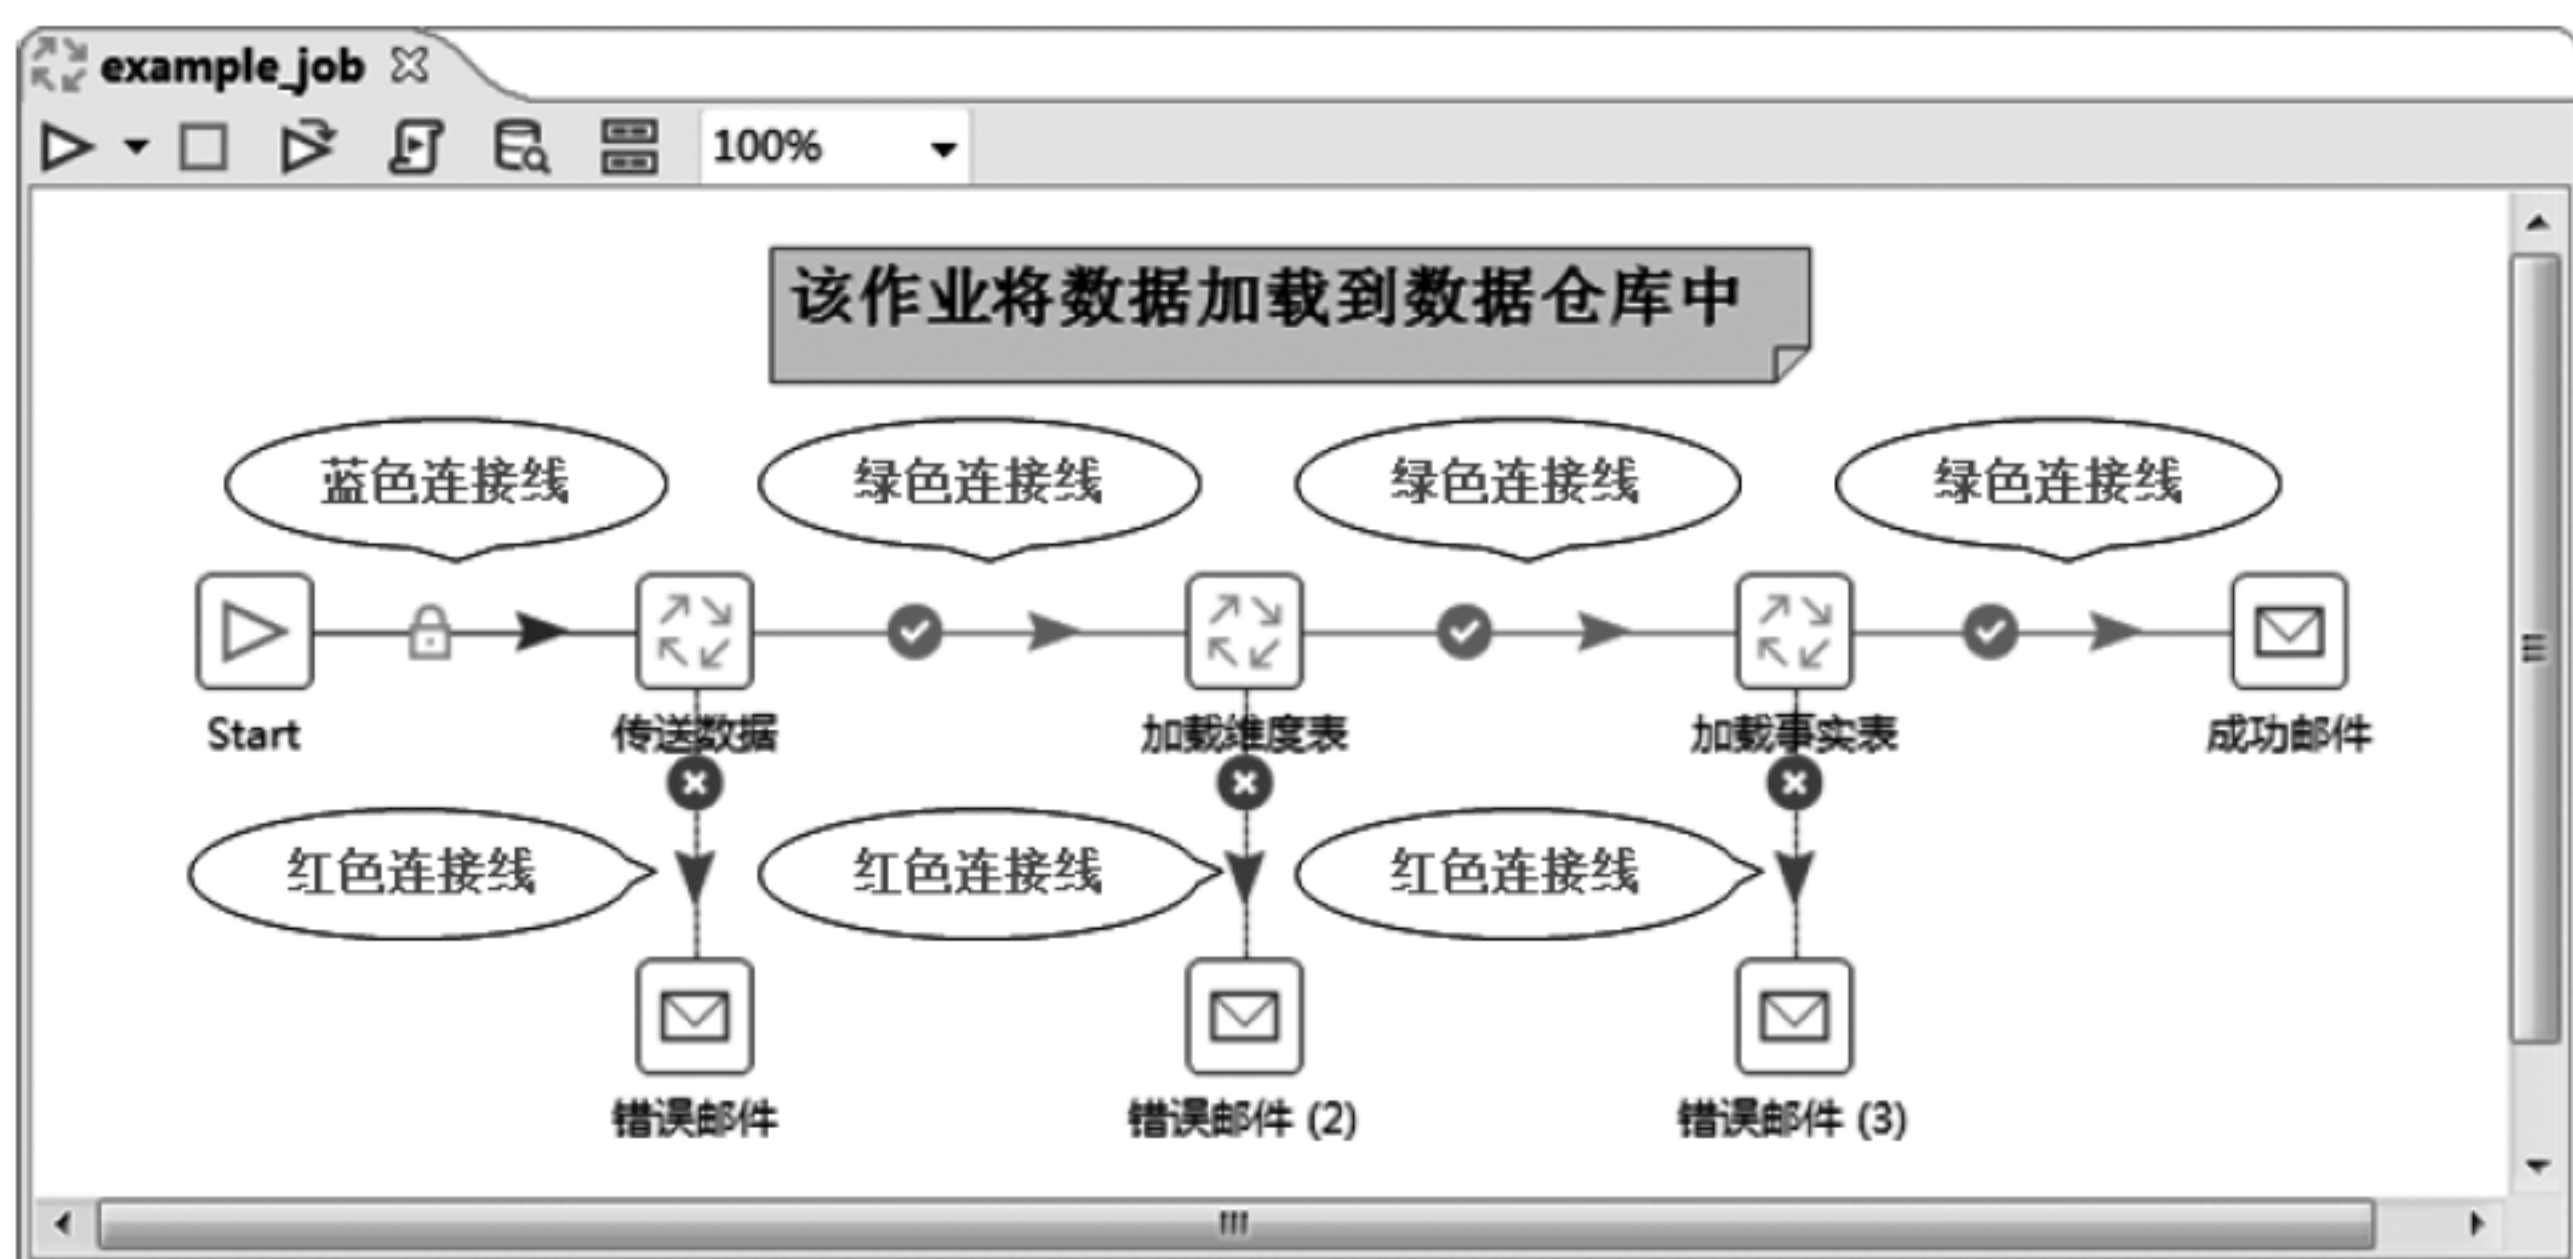 example_job
100%
该作业将数据加载到数据仓库中
蓝色连接线
绿色连接线
绿色连接线
绿色连接线
Start
传送数据
加载维度表
加载事实表
成功邮件
红色连接线
红色连接线
红色连接线
错误邮件
错误邮件 (2)
错误邮件 (3)